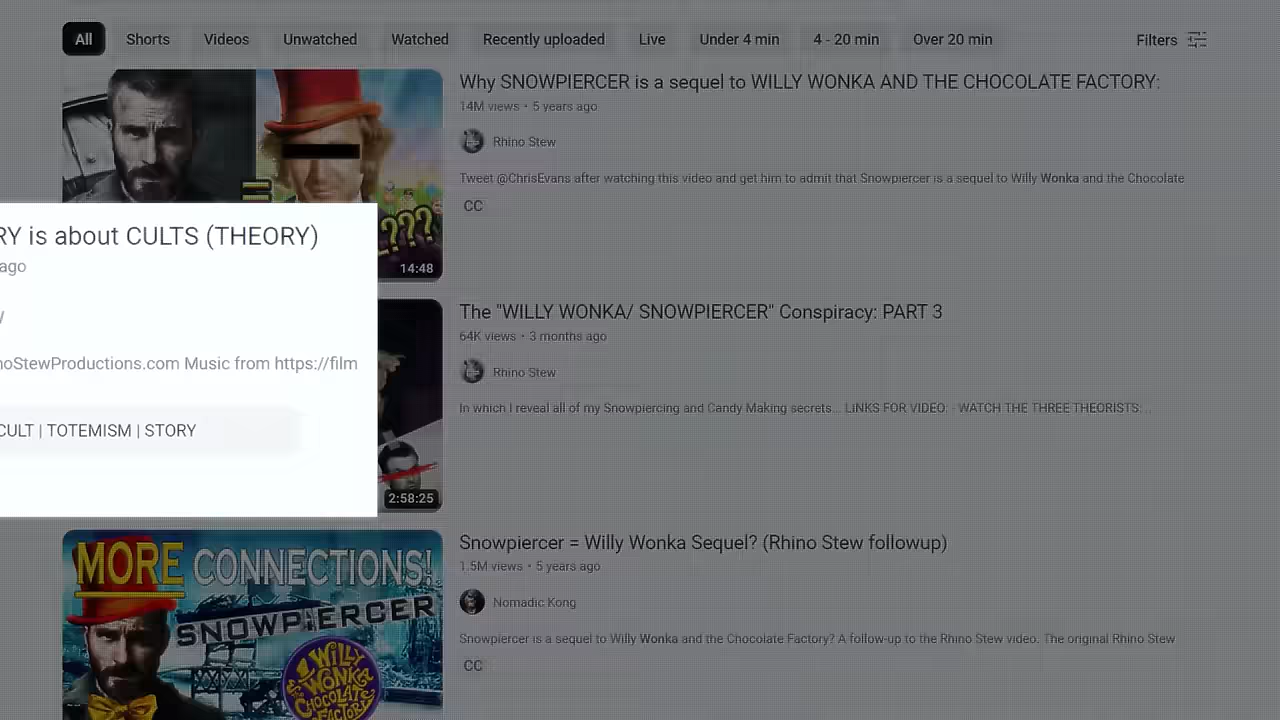 All Shorts Videos Unwatched Watched Recently uploaded Live Under 4 min 4 - 20 min Over 20 min Filters
Why SNOWPIERCER is a sequel to WILLY WONKA AND THE CHOCOLATE FACTORY:
14M views • 5 years ago
Rhino Stew
Tweet @ChrisEvans after watching this video and get him to admit that Snowpiercer is a sequel to Willy Wonka and the Chocolate
CC
???
14:48
RY is about CULTS (THEORY)
ago
noStewProductions.com Music from https://film
CULT | TOTEMISM | STORY
The "WILLY WONKA/ SNOWPIERCER" Conspiracy: PART 3
64K views • 3 months ago
Rhino Stew
In which I reveal all of my Snowpiercing and Candy Making secrets... LiNKS FOR VIDEO: - WATCH THE THREE THEORISTS: ...
2:58:25
MORE CONNECTIONS!
SNOWPIERCER
WILLY
WONKA
CHOCOLATE
FACTORY
Snowpiercer = Willy Wonka Sequel? (Rhino Stew followup)
1.5M views • 5 years ago
Nomadic Kong
Snowpiercer is a sequel to Willy Wonka and the Chocolate Factory? A follow-up to the Rhino Stew video. The original Rhino Stew
CC